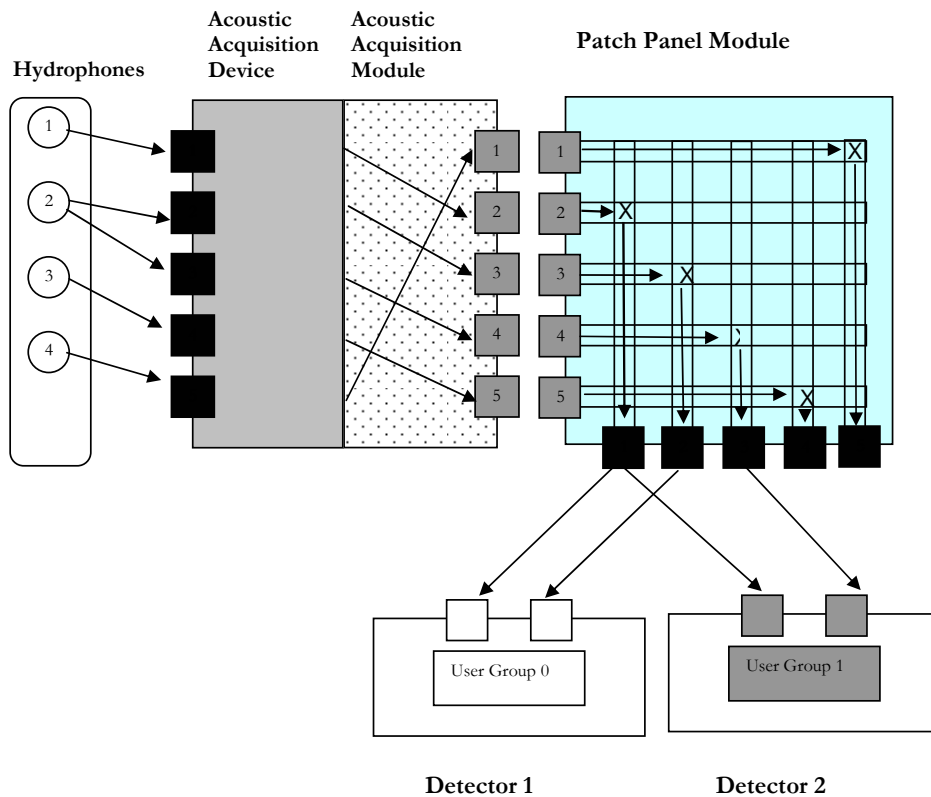 Hydrophones
Acoustic
Acquisition
Device
Acoustic
Acquisition
Module
Patch Panel Module
1
2
3
4
1
2
3
4
5
1
2
3
4
5
X
X
X
X
User Group 0
User Group 1
Detector 1
Detector 2